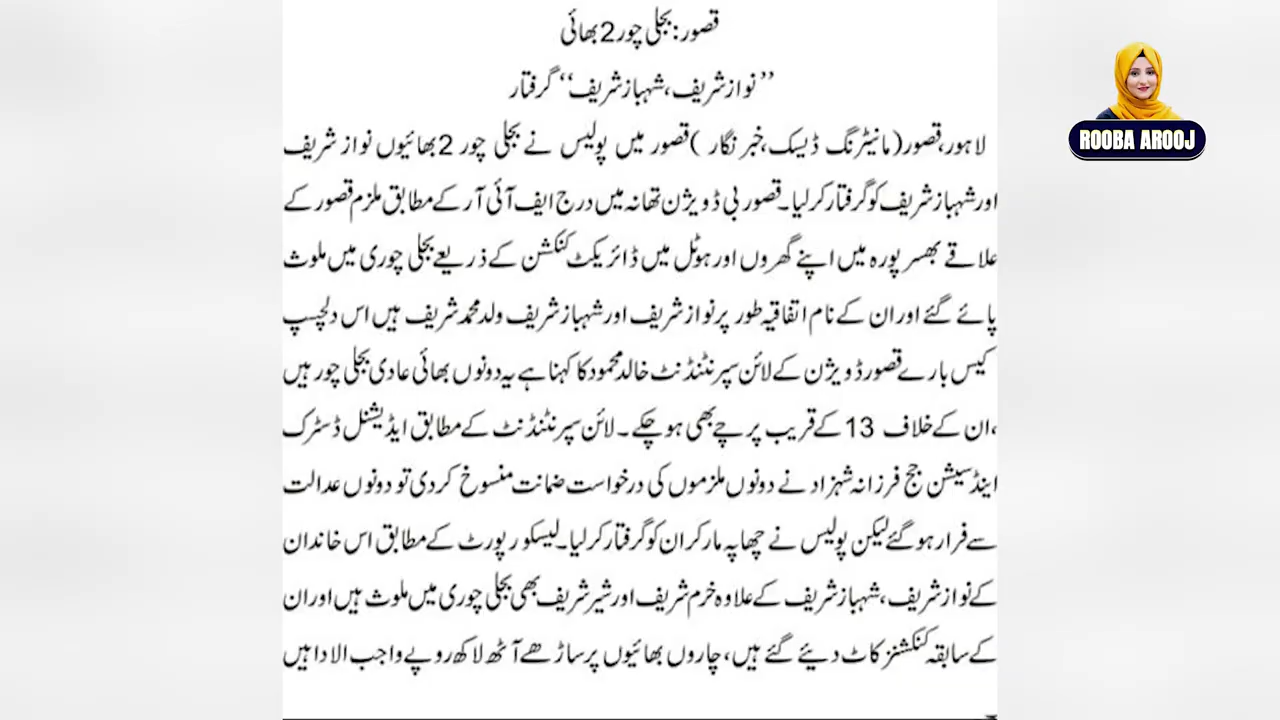 قصور: بجلی چور 2 بھائی
’’نواز شریف، شہباز شریف‘‘ گرفتار
لاہور، قصور (مانیٹرنگ ڈیسک، خبر نگار) قصور میں پولیس نے بجلی چور 2 بھائیوں نواز شریف
اور شہباز شریف کو گرفتار کر لیا۔ قصور بی ڈویژن تھانہ میں درج ایف آئی آر کے مطابق ملزم قصور کے
علاقے بھسر پورہ میں اپنے گھروں اور ہوٹل میں ڈائریکٹ کنکشن کے ذریعے بجلی چوری میں ملوث
پائے گئے اور ان کے نام اتفاقیہ طور پر نواز شریف اور شہباز شریف ولد محمد شریف ہیں اس دلچسپ
کیس بارے قصور ڈویژن کے لائن سپرنٹنڈنٹ خالد محمود کا کہنا ہے یہ دونوں بھائی عادی بجلی چور ہیں
،ان کے خلاف 13 کے قریب پرچے بھی ہو چکے۔ لائن سپرنٹنڈنٹ کے مطابق ایڈیشنل ڈسٹرک
اینڈ سیشن جج فرزانہ شہزاد نے دونوں ملزموں کی درخواست ضمانت منسوخ کر دی تو دونوں عدالت
سے فرار ہو گئے لیکن پولیس نے چھاپہ مار کر ان کو گرفتار کر لیا۔ لیسکو رپورٹ کے مطابق اس خاندان
کے نواز شریف، شہباز شریف کے علاوہ خرم شریف اور شیر شریف بھی بجلی چوری میں ملوث ہیں اور ان
کے سابقہ کنکشنز کاٹ دیئے گئے ہیں، چاروں بھائیوں پر ساڑھے آٹھ لاکھ روپے واجب الادا ہیں
ROOBA AROOJ